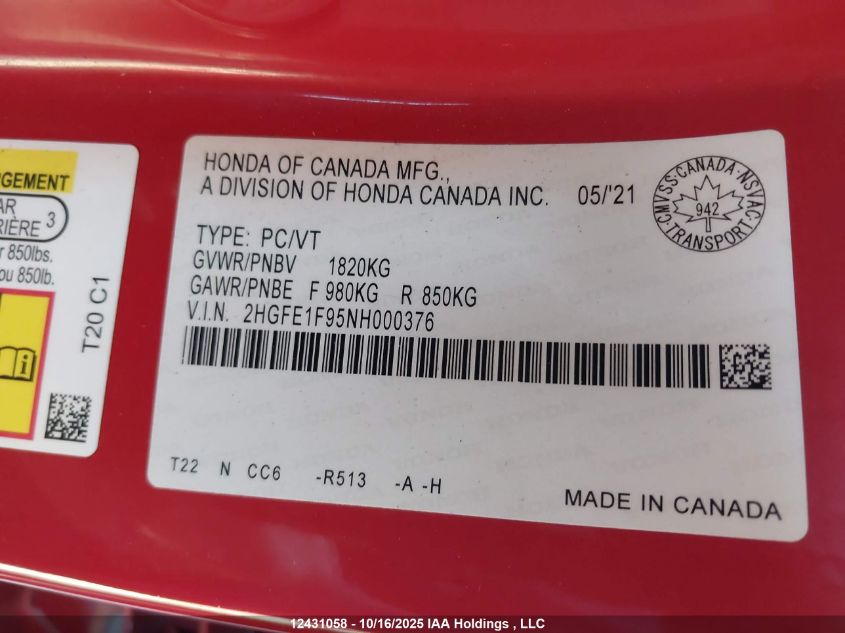 HONDA OF CANADA MFG.,
A DIVISION OF HONDA CANADA INC. 05/'21
CMVSS·CANADA·NSVAC
942
TRANSPORT
TYPE: PC/VT
GVWR/PNBV 1820KG
GAWR/PNBE F 980KG R 850KG
V.I.N. 2HGFE1F95NH000376
T22 N CC6 -R513 -A -H
MADE IN CANADA
RGEMENT
AR
RIÈRE 3
r 850lbs.
ou 850lb.
T20 C1
12431058 - 10/16/2025 IAA Holdings , LLC